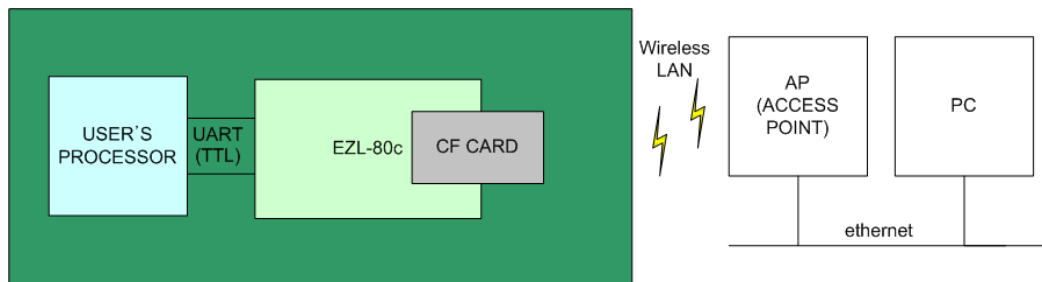 USER'S
PROCESSOR
UART
(TTL)
EZL-80c
CF CARD
Wireless
LAN
AP
(ACCESS
POINT)
PC
ethernet